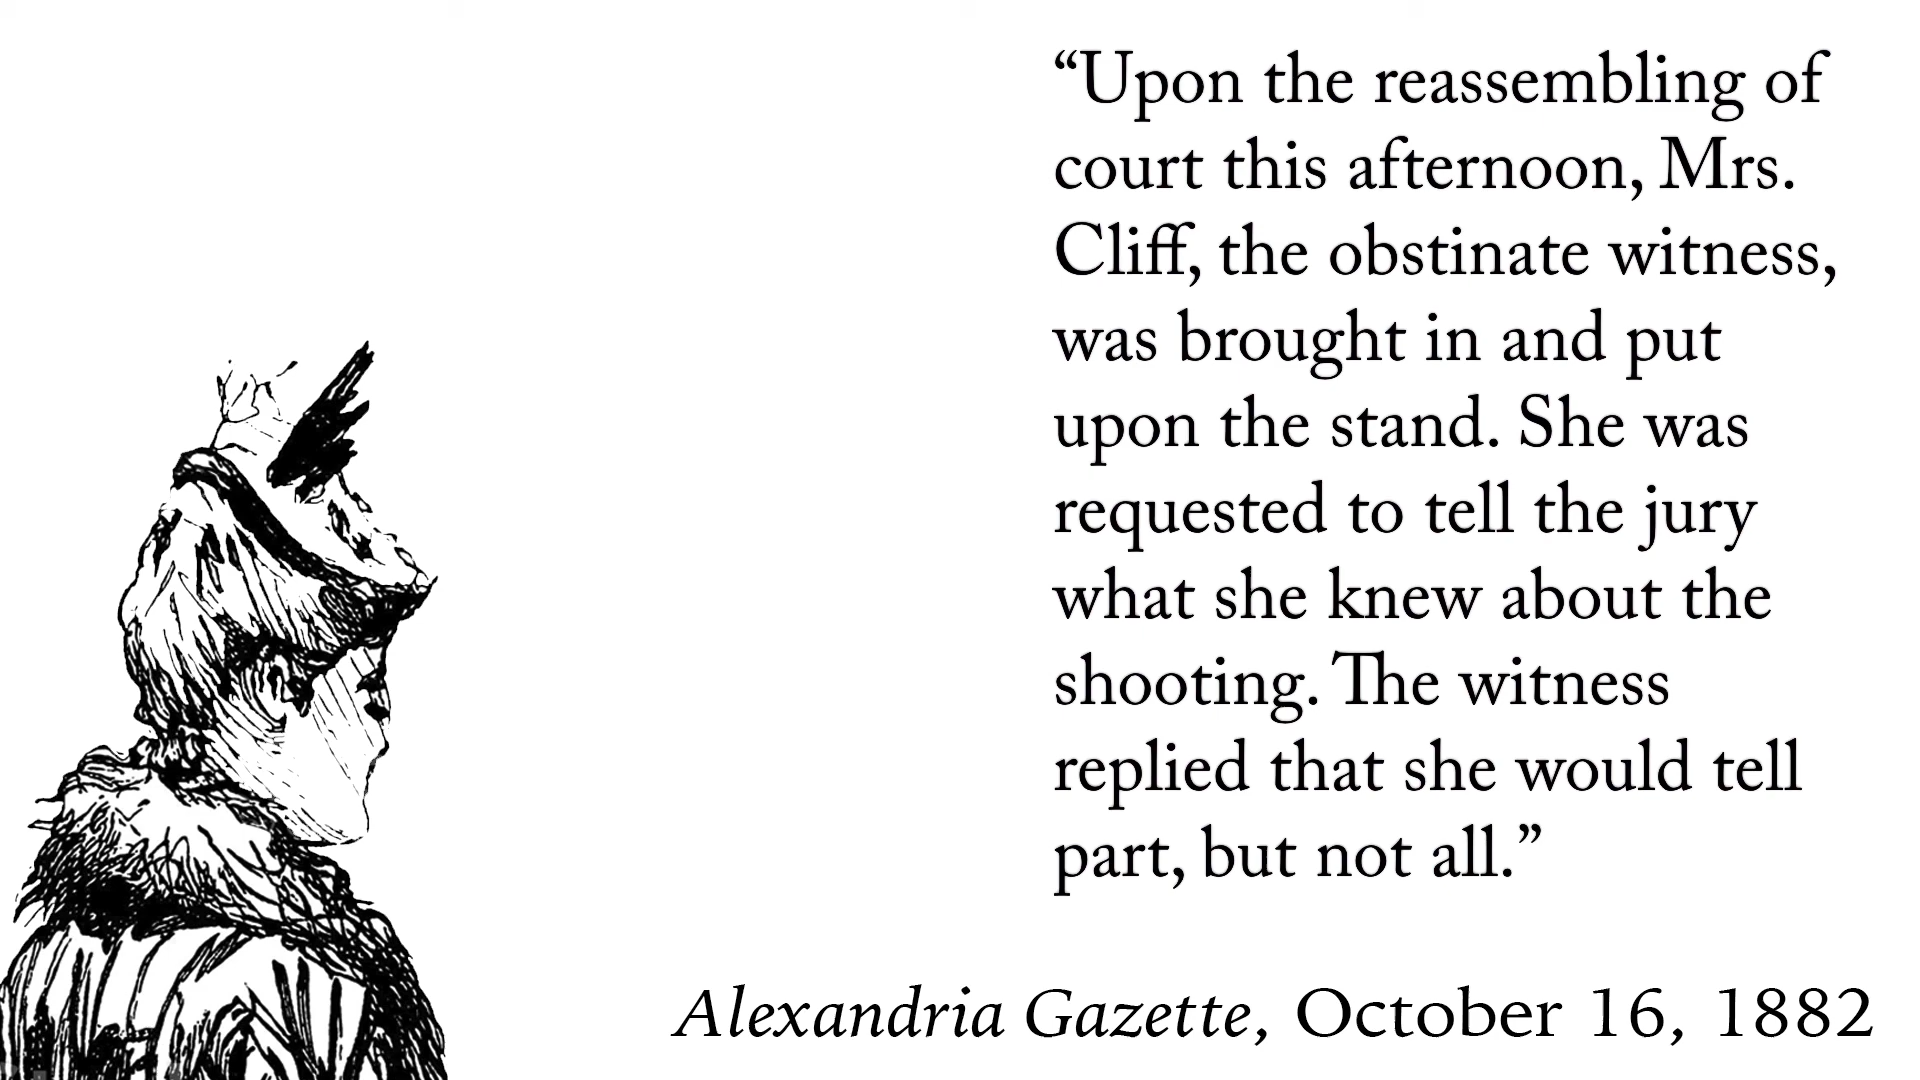 “Upon the reassembling of
court this afternoon, Mrs.
Cliff, the obstinate witness,
was brought in and put
upon the stand. She was
requested to tell the jury
what she knew about the
shooting. The witness
replied that she would tell
part, but not all.”
Alexandria Gazette, October 16, 1882